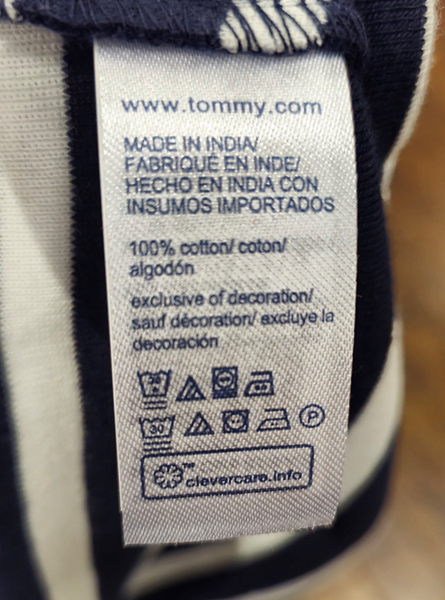 www.tommy.com
MADE IN INDIA/
FABRIQUÉ EN INDE/
HECHO EN INDIA CON
INSUMOS IMPORTADOS
100% cotton/ coton/
algodón
exclusive of decoration/
sauf décoration/ excluye la
decoración
30 P
TM
clevercare.info